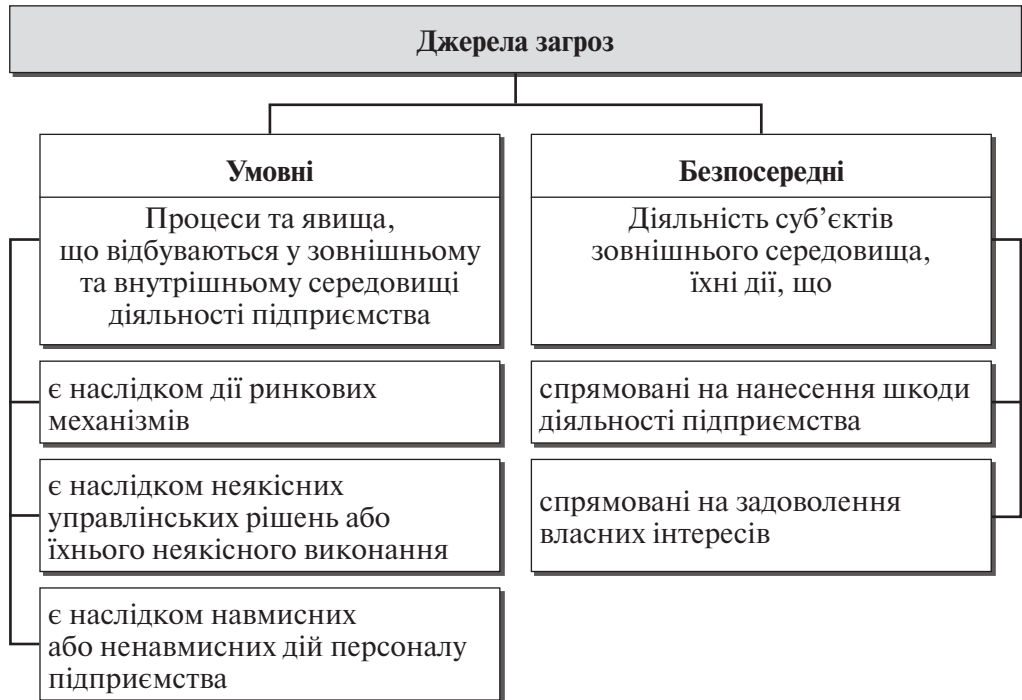 Джерела загроз
Умовні
Процеси та явища,
що відбуваються у зовнішньому
та внутрішньому середовищі
діяльності підприємства
є наслідком дії ринкових
механізмів
є наслідком неякісних
управлінських рішень або
їхнього неякісного виконання
є наслідком навмисних
або ненавмисних дій персоналу
підприємства
Безпосередні
Діяльність суб’єктів
зовнішнього середовища,
їхні дії, що
спрямовані на нанесення шкоди
діяльності підприємства
спрямовані на задоволення
власних інтересів